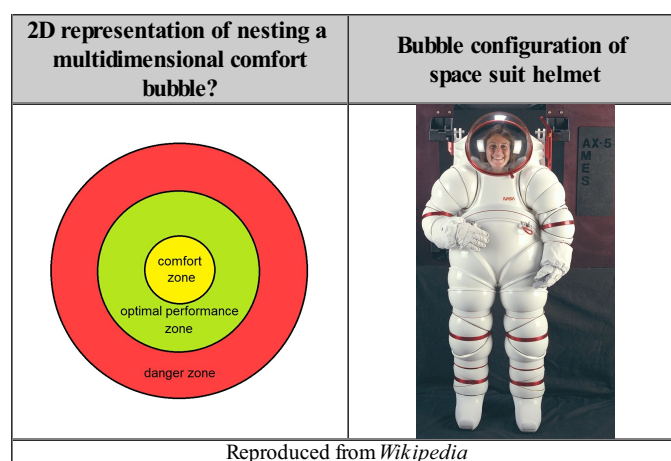 2D representation of nesting a
multidimensional comfort
bubble?
Bubble configuration of
space suit helmet
comfort
zone
optimal performance
zone
danger zone
NASA
AX-5
A
M
E
S
Reproduced from Wikipedia